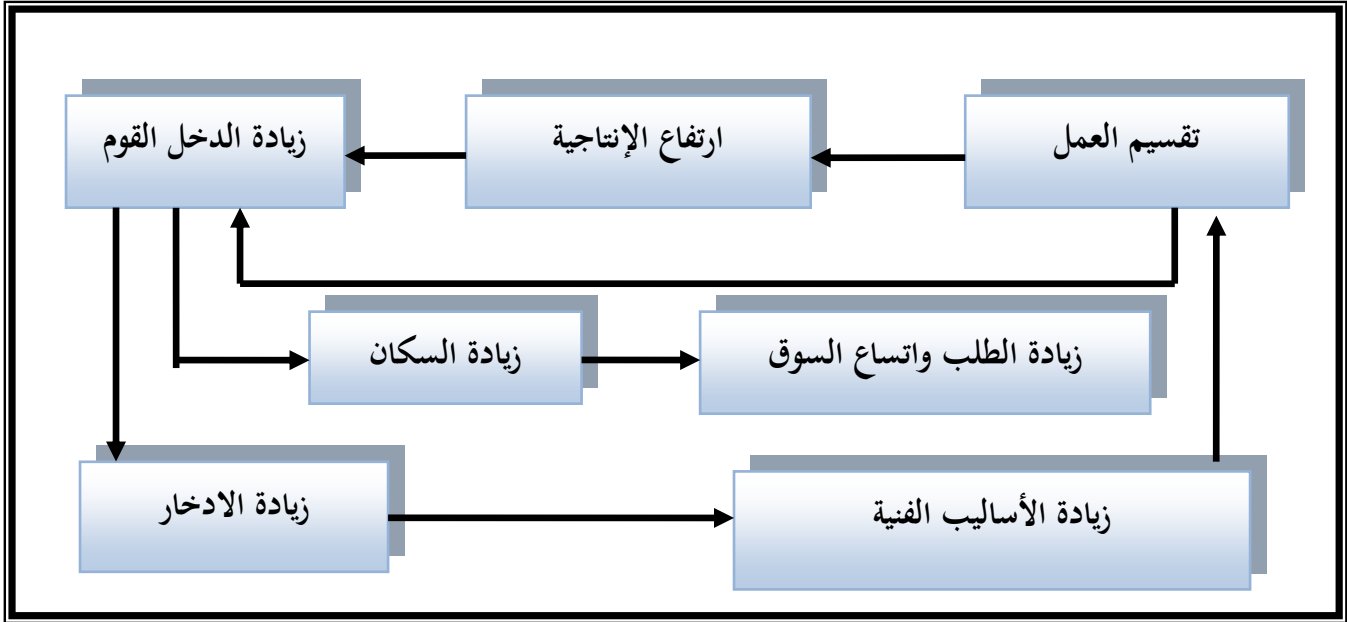 تقسيم العمل
ارتفاع الإنتاجية
زيادة الدخل القوم
زيادة السكان
زيادة الطلب واتساع السوق
زيادة الادخار
زيادة الأساليب الفنية